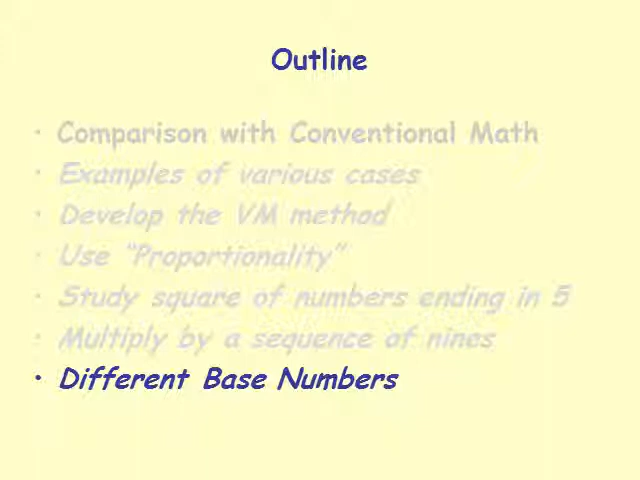 Outline
• Comparison with Conventional Math
• Examples of various cases
• Develop the VM method
• Use "Proportionality"
• Study square of numbers ending in 5
• Multiply by a sequence of nines
• Different Base Numbers